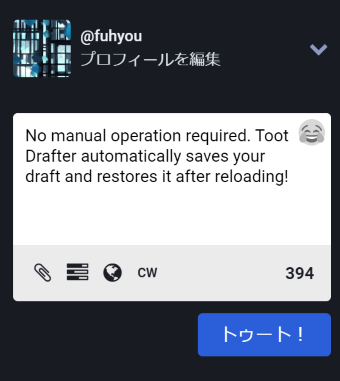 @fuhyou
プロフィールを編集
No manual operation required. Toot
Drafter automatically saves your
draft and restores it after reloading!
CW
394
トゥート！